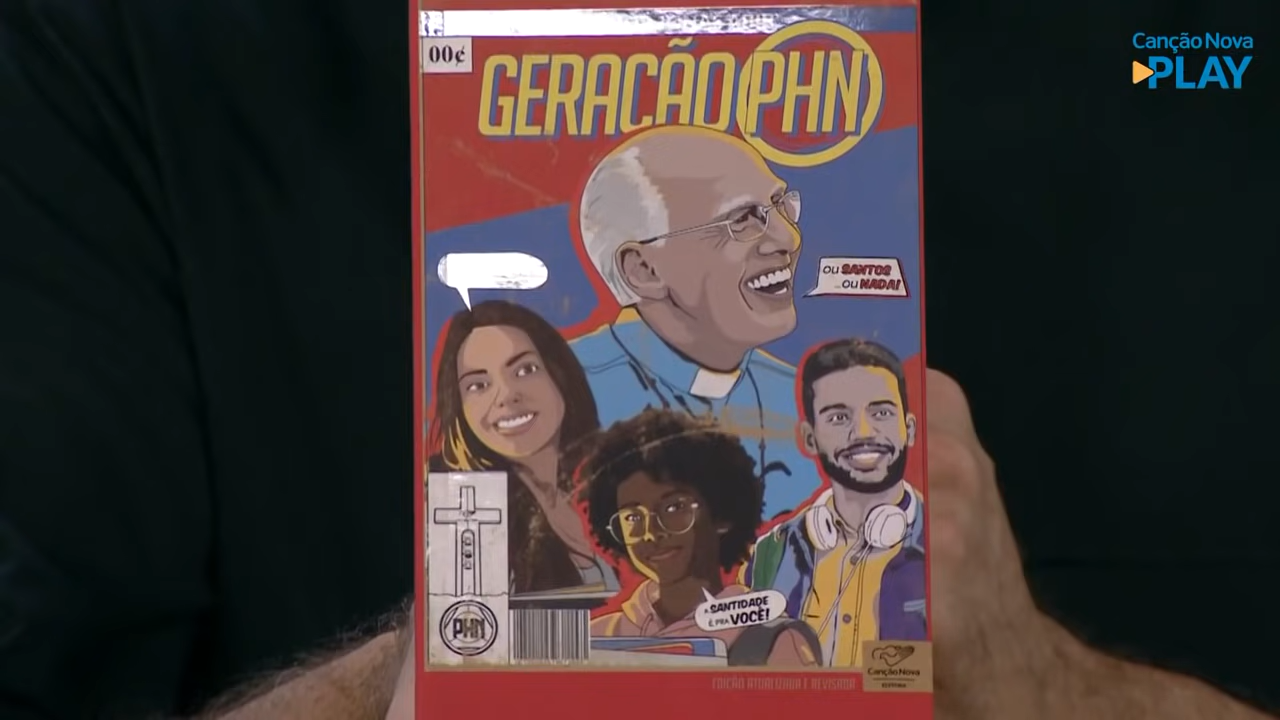 Canção Nova
PLAY
00¢
GERAÇÃO PHN
OU SANTOS
...OU NADA!
A SANTIDADE
É PRA VOCÊ!
PHN
Canção Nova
EDITORA
EDIÇÃO ATUALIZADA E REVISADA